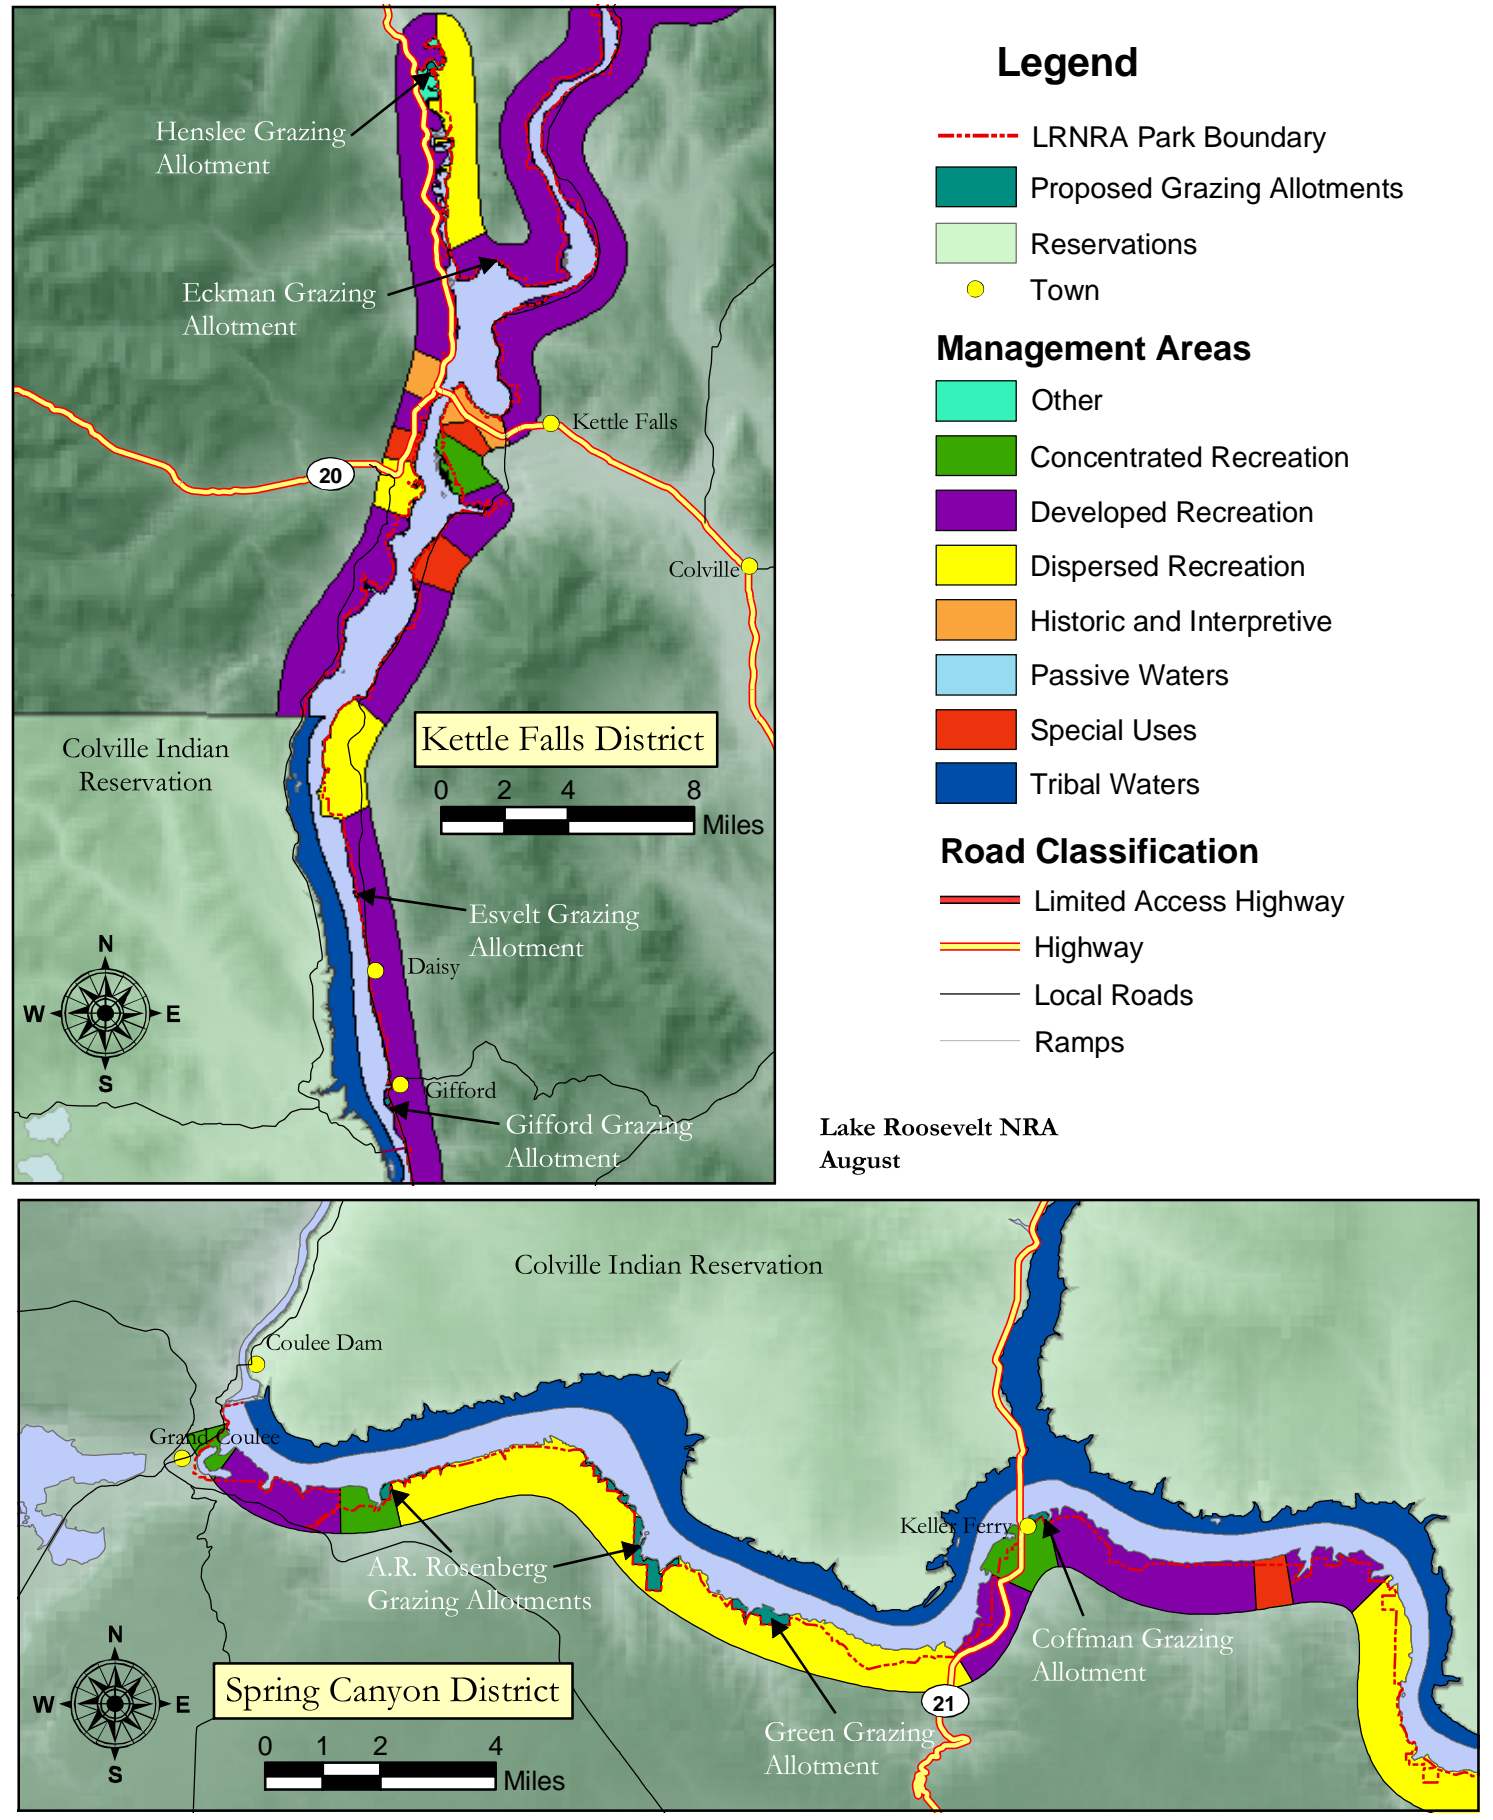 Henslee Grazing
Allotment
Eckman Grazing
Allotment
Kettle Falls
20
Colville
Colville Indian
Reservation
Kettle Falls District
0 2 4 8
Miles
Esvelt Grazing
Allotment
Daisy
N
W E
S
Gifford
Gifford Grazing
Allotment
Legend
LRNRA Park Boundary
Proposed Grazing Allotments
Reservations
Town
Management Areas
Other
Concentrated Recreation
Developed Recreation
Dispersed Recreation
Historic and Interpretive
Passive Waters
Special Uses
Tribal Waters
Road Classification
Limited Access Highway
Highway
Local Roads
Ramps
Lake Roosevelt NRA
August
Colville Indian Reservation
Coulee Dam
Grand Coulee
Keller Ferry
A.R. Rosenberg
Grazing Allotments
Coffman Grazing
Allotment
N
W E
S
Spring Canyon District
21
Green Grazing
Allotment
0 1 2 4
Miles